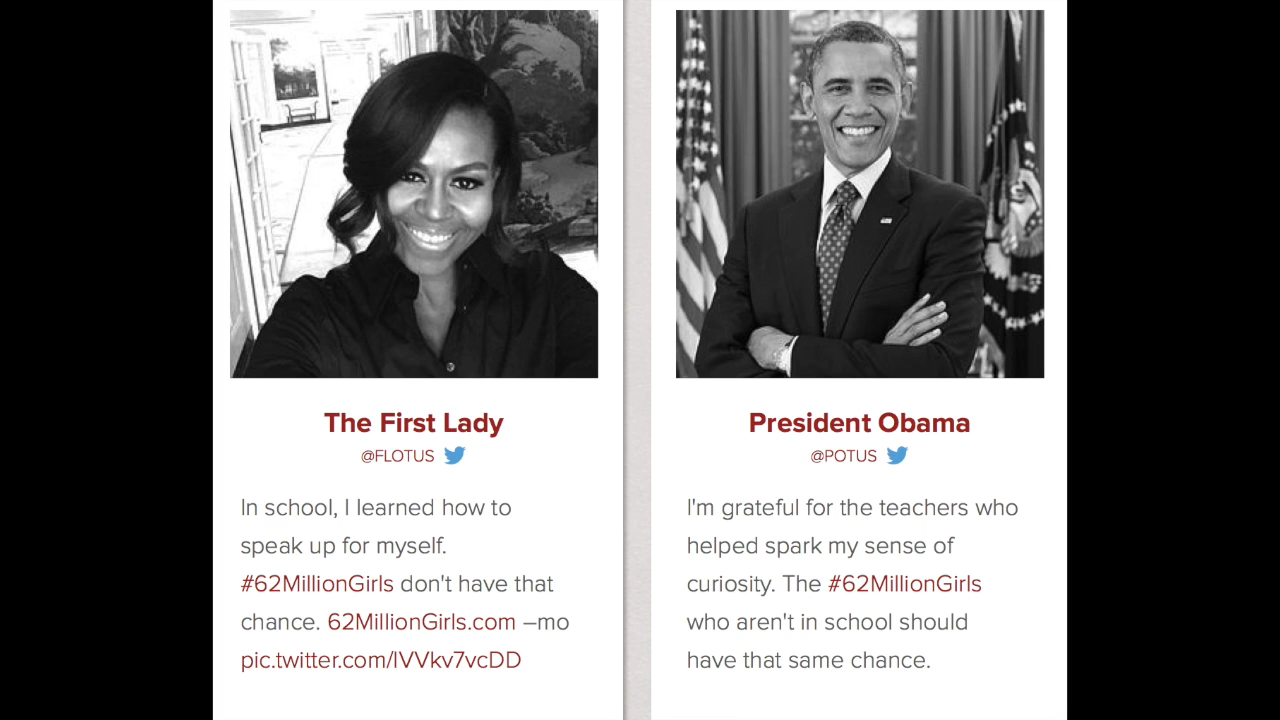 The First Lady
@FLOTUS
In school, I learned how to
speak up for myself.
#62MillionGirls don't have that
chance. 62MillionGirls.com –mo
pic.twitter.com/lVVkv7vcDD
President Obama
@POTUS
I'm grateful for the teachers who
helped spark my sense of
curiosity. The #62MillionGirls
who aren't in school should
have that same chance.